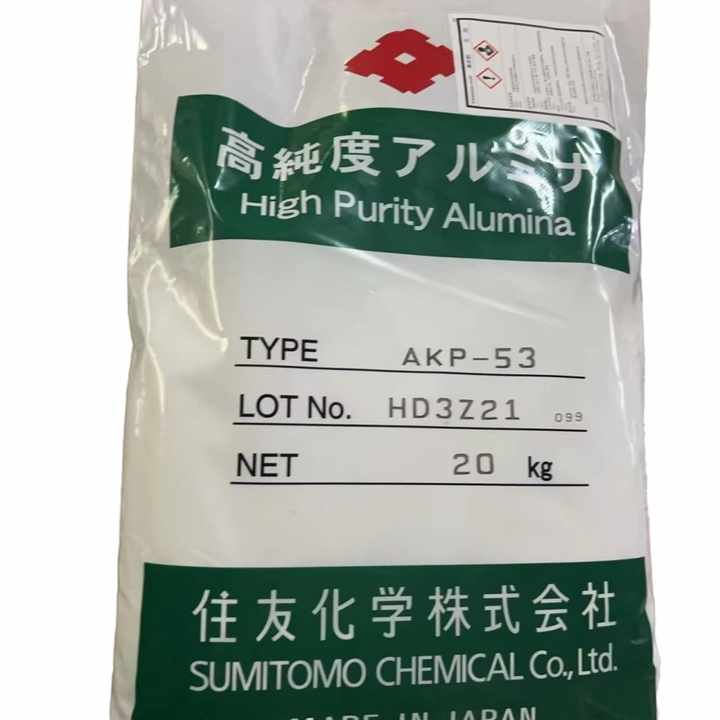 高純度アルミナ
High Purity Alumina
TYPE AKP-53
LOT No. HD3Z21 099
NET 20 kg
住友化学株式会社
SUMITOMO CHEMICAL Co., Ltd.
MADE IN JAPAN